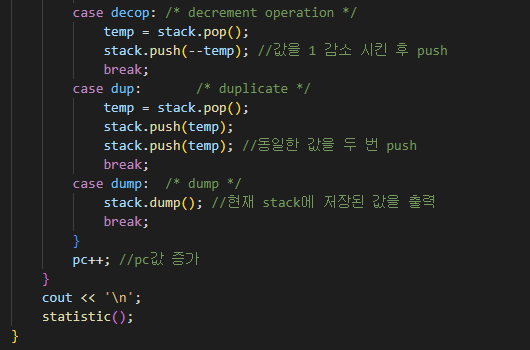 case decop: /* decrement operation */
temp = stack.pop();
stack.push(--temp); //값을 1 감소 시킨 후 push
break;
case dup: /* duplicate */
temp = stack.pop();
stack.push(temp);
stack.push(temp); //동일한 값을 두 번 push
break;
case dump: /* dump */
stack.dump(); //현재 stack에 저장된 값을 출력
break;
}
pc++; //pc값 증가
}
cout << '\n';
statistic();
}